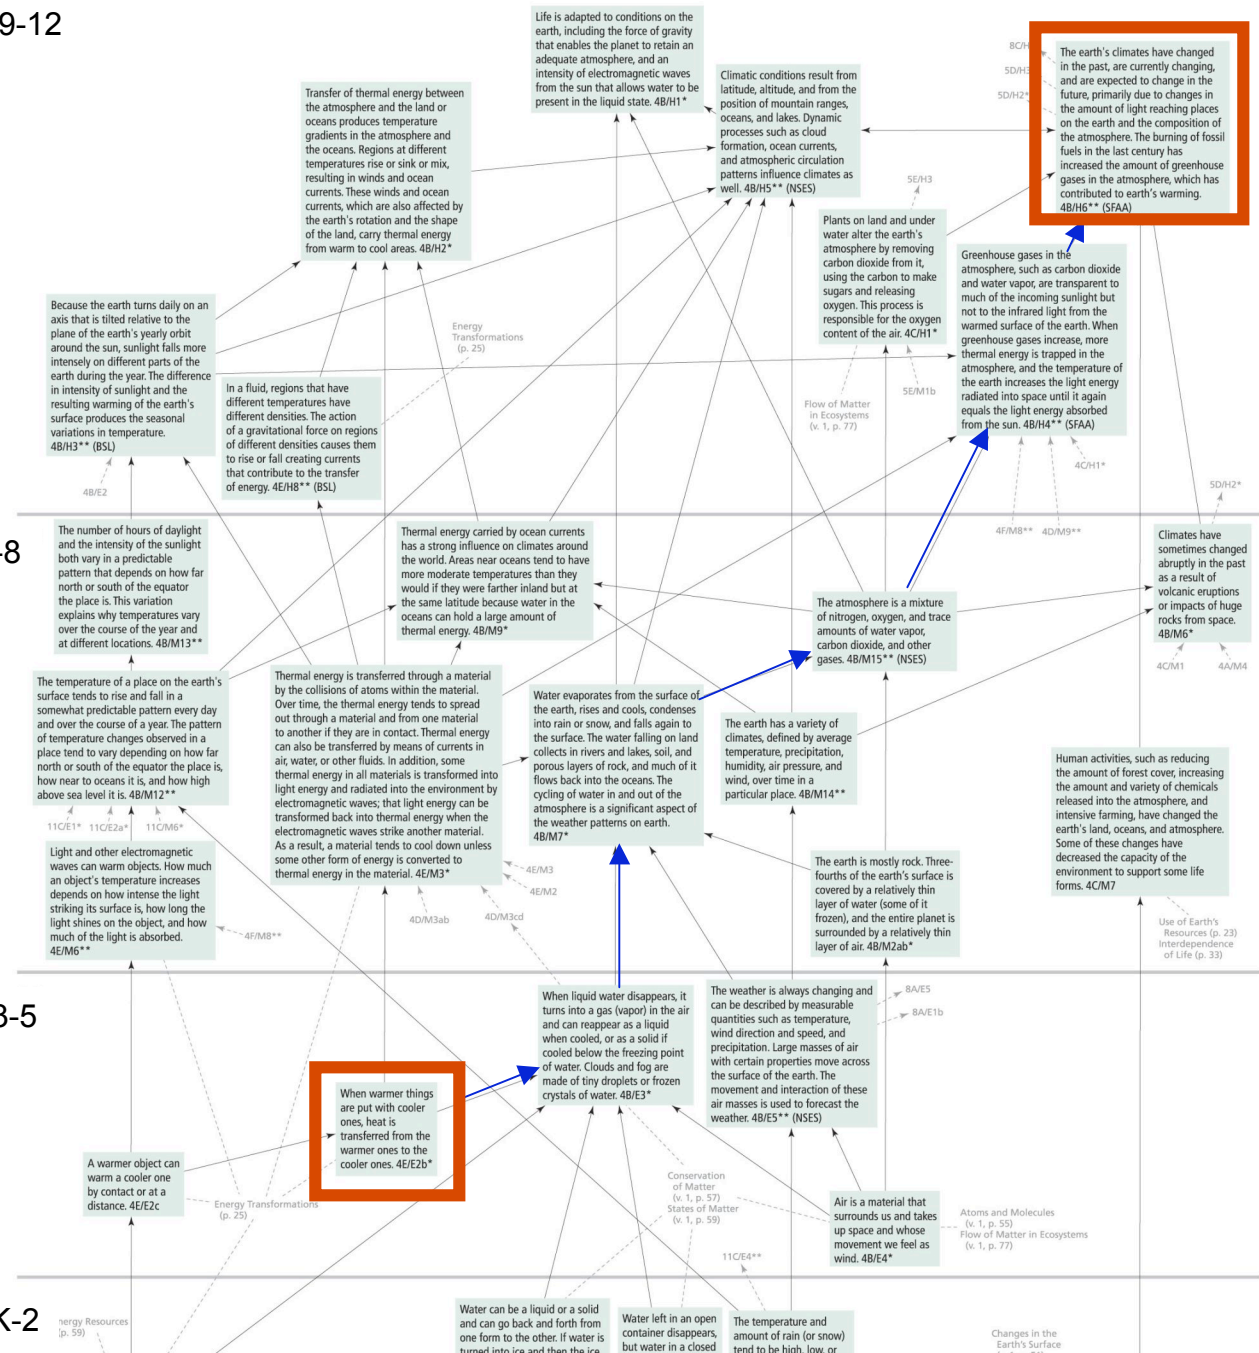 9-12
Life is adapted to conditions on the
earth, including the force of gravity
that enables the planet to retain an
adequate atmosphere, and an
intensity of electromagnetic waves
from the sun that allows water to be
present in the liquid state. 4B/H1*
Transfer of thermal energy between
the atmosphere and the land or
oceans produces temperature
gradients in the atmosphere and
the oceans. Regions at different
temperatures rise or sink or mix,
resulting in winds and ocean
currents. These winds and ocean
currents, which are also affected by
the earth's rotation and the shape
of the land, carry thermal energy
from warm to cool areas. 4B/H2*
Climatic conditions result from
latitude, altitude, and from the
position of mountain ranges,
oceans, and lakes. Dynamic
processes such as cloud
formation, ocean currents,
and atmospheric circulation
patterns influence climates as
well. 4B/H5** (NSES)
8C/H
5D/H3
5D/H2*
The earth's climates have changed
in the past, are currently changing,
and are expected to change in the
future, primarily due to changes in
the amount of light reaching places
on the earth and the composition of
the atmosphere. The burning of fossil
fuels in the last century has
increased the amount of greenhouse
gases in the atmosphere, which has
contributed to earth's warming.
4B/H6** (SFAA)
5E/H3
Plants on land and under
water alter the earth's
atmosphere by removing
carbon dioxide from it,
using the carbon to make
sugars and releasing
oxygen. This process is
responsible for the oxygen
content of the air. 4C/H1*
Greenhouse gases in the
atmosphere, such as carbon dioxide
and water vapor, are transparent to
much of the incoming sunlight but
not to the infrared light from the
warmed surface of the earth. When
greenhouse gases increase, more
thermal energy is trapped in the
atmosphere, and the temperature of
the earth increases the light energy
radiated into space until it again
equals the light energy absorbed
from the sun. 4B/H4** (SFAA)
Because the earth turns daily on an
axis that is tilted relative to the
plane of the earth's yearly orbit
around the sun, sunlight falls more
intensely on different parts of the
earth during the year. The difference
in intensity of sunlight and the
resulting warming of the earth's
surface produces the seasonal
variations in temperature.
4B/H3** (BSL)
4B/E2
Energy
Transformations
(p. 25)
In a fluid, regions that have
different temperatures have
different densities. The action
of a gravitational force on regions
of different densities causes them
to rise or fall creating currents
that contribute to the transfer
of energy. 4E/H8** (BSL)
Flow of Matter
in Ecosystems
(v. 1, p. 77)
5E/M1b
4C/H1*
4F/M8** 4D/M9**
5D/H2*
-8
The number of hours of daylight
and the intensity of the sunlight
both vary in a predictable
pattern that depends on how far
north or south of the equator
the place is. This variation
explains why temperatures vary
over the course of the year and
at different locations. 4B/M13**
Thermal energy carried by ocean currents
has a strong influence on climates around
the world. Areas near oceans tend to have
more moderate temperatures than they
would if they were farther inland but at
the same latitude because water in the
oceans can hold a large amount of
thermal energy. 4B/M9*
The atmosphere is a mixture
of nitrogen, oxygen, and trace
amounts of water vapor,
carbon dioxide, and other
gases. 4B/M15** (NSES)
Climates have
sometimes changed
abruptly in the past
as a result of
volcanic eruptions
or impacts of huge
rocks from space.
4B/M6*
4C/M1 4A/M4
The temperature of a place on the earth's
surface tends to rise and fall in a
somewhat predictable pattern every day
and over the course of a year. The pattern
of temperature changes observed in a
place tend to vary depending on how far
north or south of the equator the place is,
how near to oceans it is, and how high
above sea level it is. 4B/M12**
11C/E1* 11C/E2a* 11C/M6*
Thermal energy is transferred through a material
by the collisions of atoms within the material.
Over time, the thermal energy tends to spread
out through a material and from one material
to another if they are in contact. Thermal energy
can also be transferred by means of currents in
air, water, or other fluids. In addition, some
thermal energy in all materials is transformed into
light energy and radiated into the environment by
electromagnetic waves; that light energy can be
transformed back into thermal energy when the
electromagnetic waves strike another material.
As a result, a material tends to cool down unless
some other form of energy is converted to
thermal energy in the material. 4E/M3*
4E/M3
4E/M2
4D/M3ab
4D/M3cd
Water evaporates from the surface of
the earth, rises and cools, condenses
into rain or snow, and falls again to
the surface. The water falling on land
collects in rivers and lakes, soil, and
porous layers of rock, and much of it
flows back into the oceans. The
cycling of water in and out of the
atmosphere is a significant aspect of
the weather patterns on earth.
4B/M7*
The earth has a variety of
climates, defined by average
temperature, precipitation,
humidity, air pressure, and
wind, over time in a
particular place. 4B/M14**
Human activities, such as reducing
the amount of forest cover, increasing
the amount and variety of chemicals
released into the atmosphere, and
intensive farming, have changed the
earth's land, oceans, and atmosphere.
Some of these changes have
decreased the capacity of the
environment to support some life
forms. 4C/M7
Use of Earth's
Resources (p. 23)
Interdependence
of Life (p. 33)
Light and other electromagnetic
waves can warm objects. How much
an object's temperature increases
depends on how intense the light
striking its surface is, how long the
light shines on the object, and how
much of the light is absorbed.
4E/M6**
4F/M8**
The earth is mostly rock. Three-
fourths of the earth's surface is
covered by a relatively thin
layer of water (some of it
frozen), and the entire planet is
surrounded by a relatively thin
layer of air. 4B/M2ab*
3-5
When liquid water disappears, it
turns into a gas (vapor) in the air
and can reappear as a liquid
when cooled, or as a solid if
cooled below the freezing point
of water. Clouds and fog are
made of tiny droplets or frozen
crystals of water. 4B/E3*
The weather is always changing and
can be described by measurable
quantities such as temperature,
wind direction and speed, and
precipitation. Large masses of air
with certain properties move across
the surface of the earth. The
movement and interaction of these
air masses is used to forecast the
weather. 4B/E5** (NSES)
8A/E5
8A/E1b
When warmer things
are put with cooler
ones, heat is
transferred from the
warmer ones to the
cooler ones. 4E/E2b*
A warmer object can
warm a cooler one
by contact or at a
distance. 4E/E2c
Energy Transformations
(p. 25)
Conservation
of Matter
(v. 1, p. 57)
States of Matter
(v. 1, p. 59)
Air is a material that
surrounds us and takes
up space and whose
movement we feel as
wind. 4B/E4*
Atoms and Molecules
(v. 1, p. 55)
Flow of Matter in Ecosystems
(v. 1, p. 77)
11C/E4**
K-2
nergy Resources
p. 59)
Water can be a liquid or a solid
and can go back and forth from
one form to the other. If water is
turned into ice and then the ice
Water left in an open
container disappears,
but water in a closed
The temperature and
amount of rain (or snow)
tend to be high, low, or
Changes in the
Earth's Surface